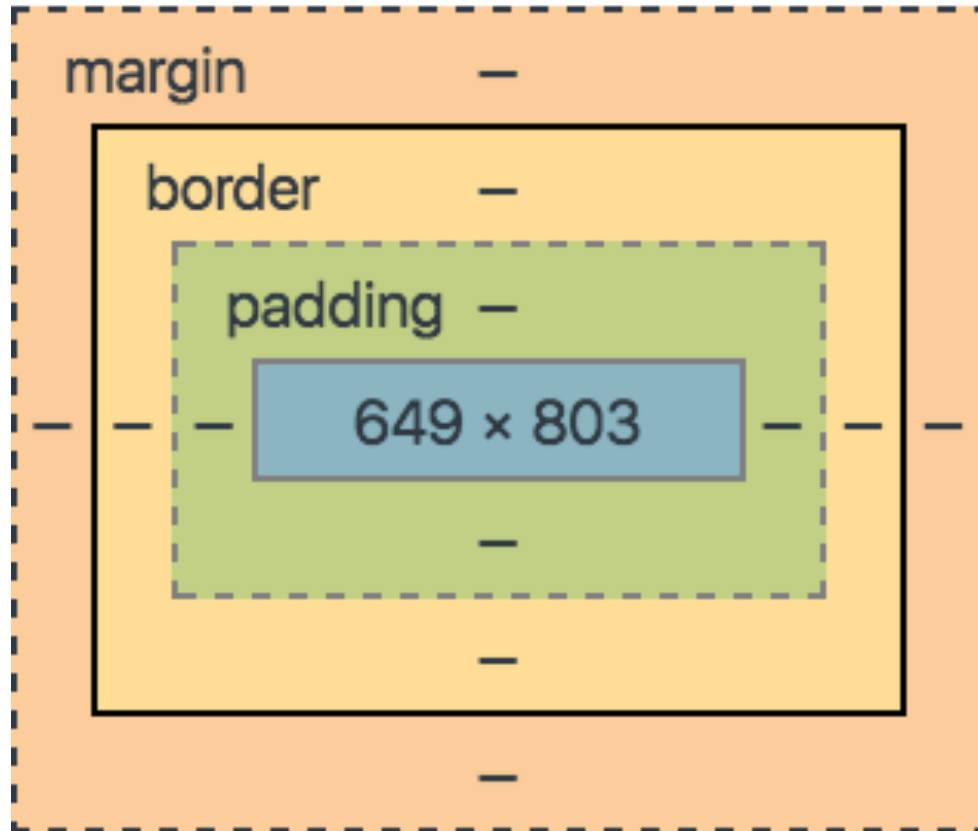 margin –
border –
padding –
– – – 649 × 803 – – –
–
–
–